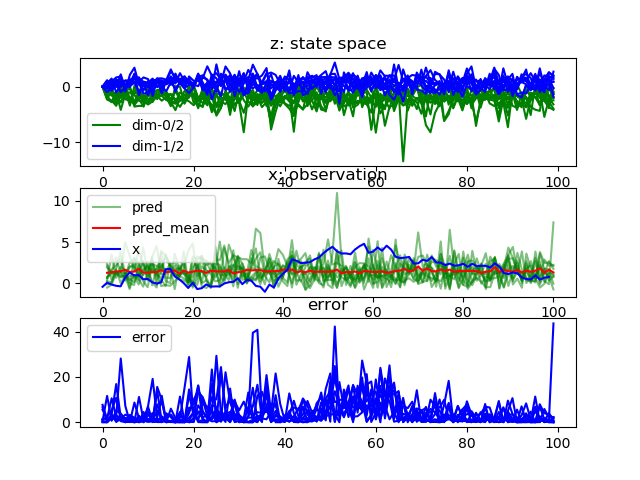 z: state space
0
−10
dim-0/2
dim-1/2
0 20 40 60 80 100
x: observation
10
5
0
pred
pred_mean
x
0 20 40 60 80 100
error
40
20
0
error
0 20 40 60 80 100